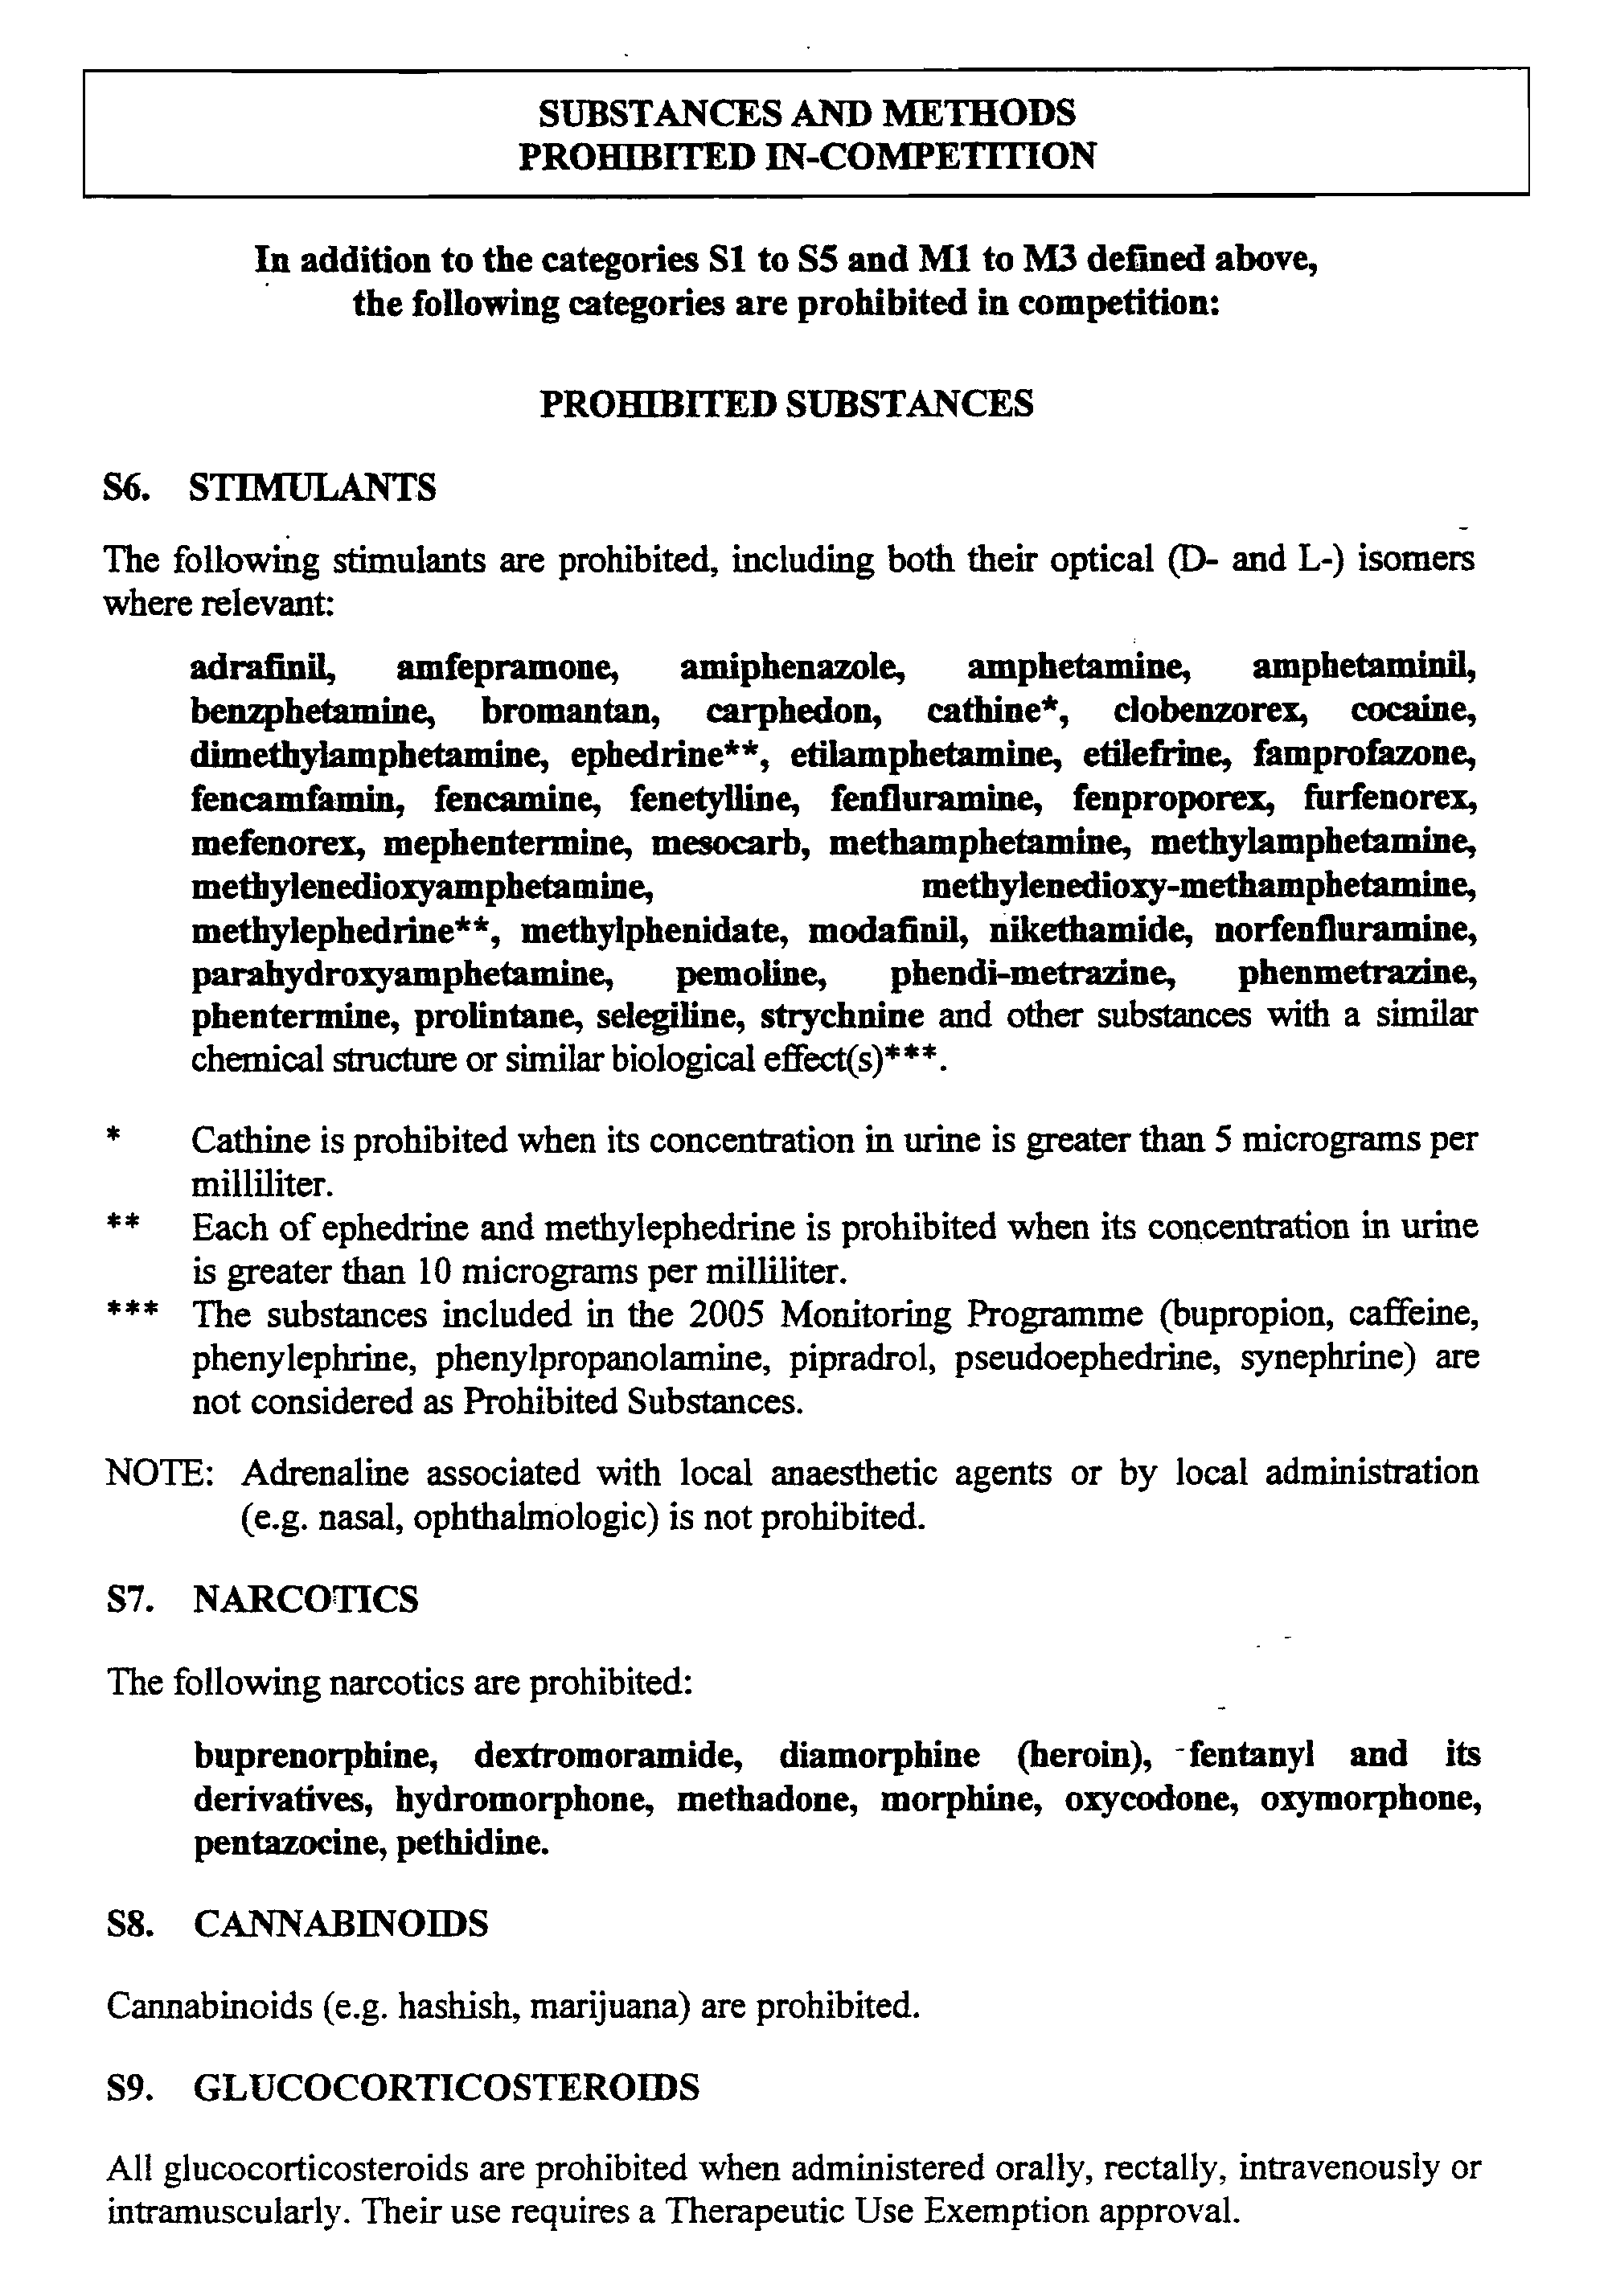 SUBSTANCES AND METHODS
PROHIBITED IN-COMPETITION
In addition to the categories S1 to S5 and M1 to M3 defined above,
the following categories are prohibited in competition:
PROHIBITED SUBSTANCES
S6. STIMULANTS
The following stimulants are prohibited, including both their optical (D- and L-) isomers
where relevant:
adrafinil, amfepramone, amiphenazole, amphetamine, amphetaminil,
benzphetamine, bromantan, carphedon, cathine*, clobenzorex, cocaine,
dimethylamphetamine, ephedrine**, etilamphetamine, etilefrine, famprofazone,
fencamfamin, fencamine, fenetylline, fenfluramine, fenproporex, furfenorex,
mefenorex, mephentermine, mesocarb, methamphetamine, methylamphetamine,
methylenedioxyamphetamine, methylenedioxy-methamphetamine,
methylephedrine**, methylphenidate, modafinil, nikethamide, norfenfluramine,
parahydroxyamphetamine, pemoline, phendi-metrazine, phenmetrazine,
phentermine, prolintane, selegiline, strychnine and other substances with a similar
chemical structure or similar biological effect(s)***.
* Cathine is prohibited when its concentration in urine is greater than 5 micrograms per
milliliter.
** Each of ephedrine and methylephedrine is prohibited when its concentration in urine
is greater than 10 micrograms per milliliter.
*** The substances included in the 2005 Monitoring Programme (bupropion, caffeine,
phenylephrine, phenylpropanolamine, pipradrol, pseudoephedrine, synephrine) are
not considered as Prohibited Substances.
NOTE: Adrenaline associated with local anaesthetic agents or by local administration
(e.g. nasal, ophthalmologic) is not prohibited.
S7. NARCOTICS
The following narcotics are prohibited:
buprenorphine, dextromoramide, diamorphine (heroin), fentanyl and its
derivatives, hydromorphone, methadone, morphine, oxycodone, oxymorphone,
pentazocine, pethidine.
S8. CANNABINOIDS
Cannabinoids (e.g. hashish, marijuana) are prohibited.
S9. GLUCOCORTICOSTEROIDS
All glucocorticosteroids are prohibited when administered orally, rectally, intravenously or
intramuscularly. Their use requires a Therapeutic Use Exemption approval.